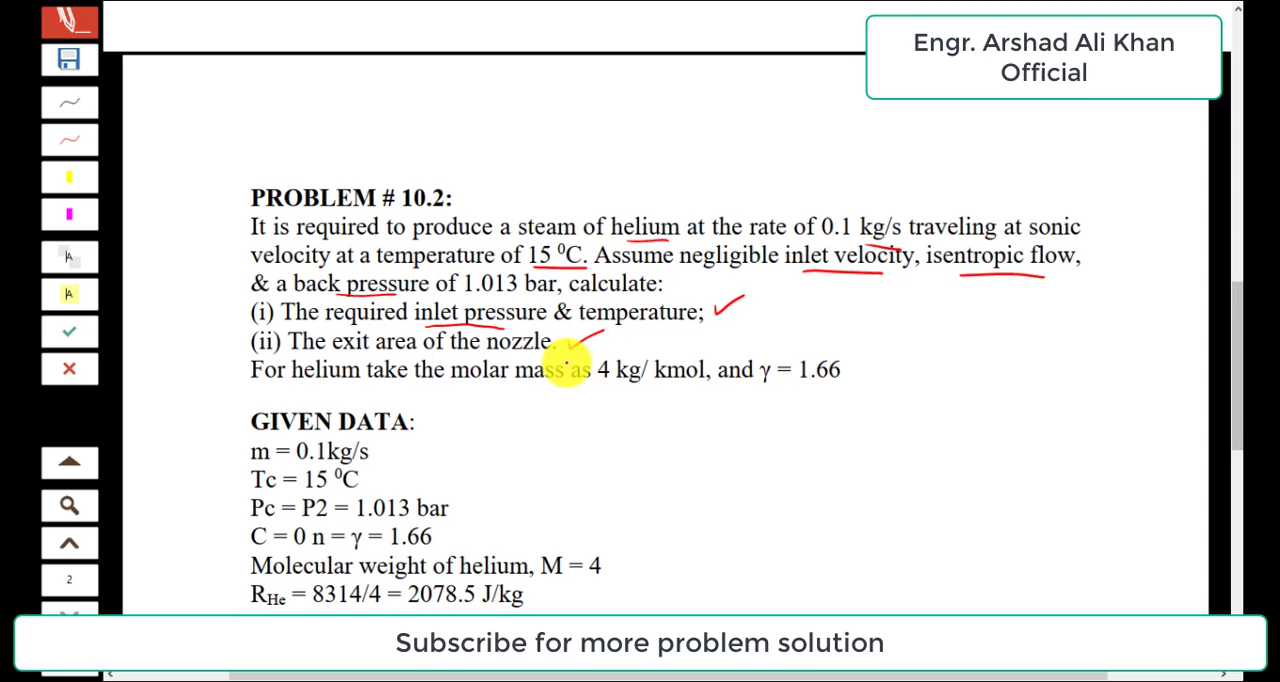 Engr. Arshad Ali Khan
Official
PROBLEM # 10.2:
It is required to produce a steam of helium at the rate of 0.1 kg/s traveling at sonic
velocity at a temperature of 15 ⁰C. Assume negligible inlet velocity, isentropic flow,
& a back pressure of 1.013 bar, calculate:
(i) The required inlet pressure & temperature;
(ii) The exit area of the nozzle.
For helium take the molar mass as 4 kg/ kmol, and γ = 1.66
GIVEN DATA:
m = 0.1kg/s
Tc = 15 ⁰C
Pc = P2 = 1.013 bar
C = 0 n = γ = 1.66
Molecular weight of helium, M = 4
R_He = 8314/4 = 2078.5 J/kg
2
Subscribe for more problem solution